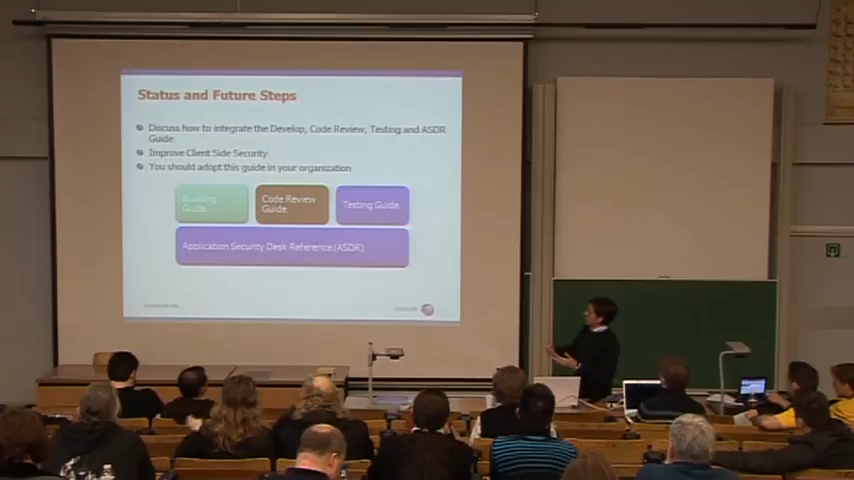 Status and Future Steps
Discuss how to integrate the Develop, Code Review, Testing and ASDR
Guide
Improve Client Side Security
You should adopt this guide in your organization
Building
Guide
Code Review
Guide
Testing Guide
Application Security Desk Reference (ASDR)